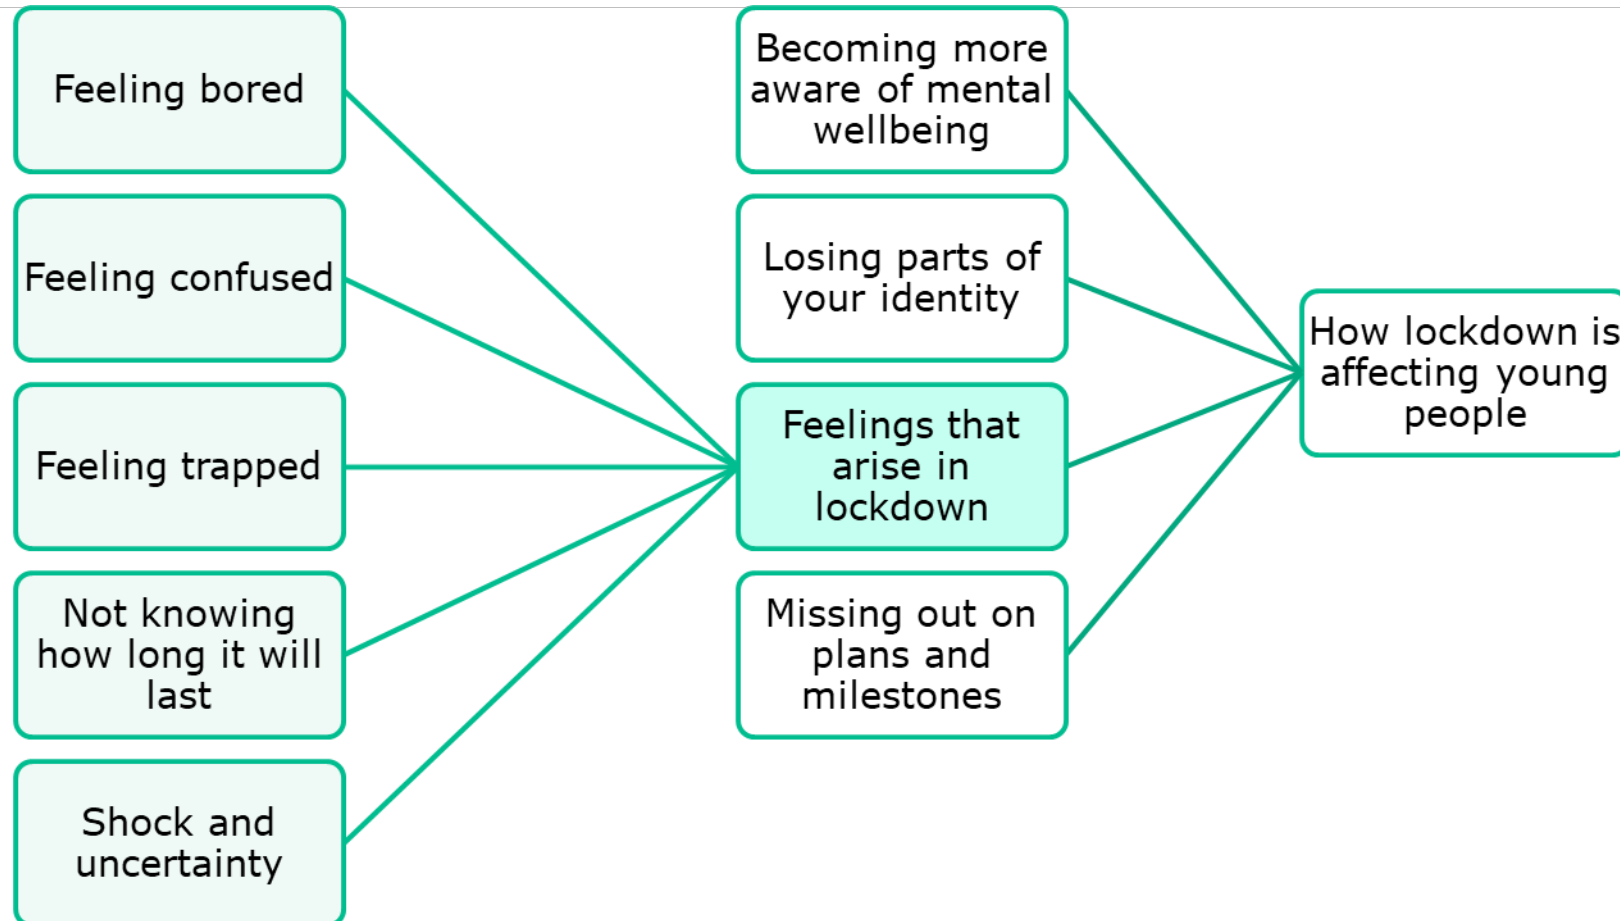 Feeling bored
Feeling confused
Feeling trapped
Not knowing
how long it will
last
Shock and
uncertainty
Becoming more
aware of mental
wellbeing
Losing parts of
your identity
Feelings that
arise in
lockdown
Missing out on
plans and
milestones
How lockdown is
affecting young
people